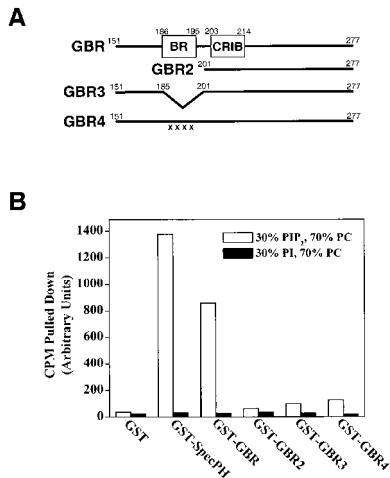 A
151 186 195 203 214 277
GBR BR CRIB
GBR2 201 277
GBR3 151 185 201 277
GBR4 151 277
xxxx
B
CPM Pulled Down
(Arbitrary Units)
1400
1200
1000
800
600
400
200
0
30% PIP2, 70% PC
30% PI, 70% PC
GST
GST-SpecPH
GST-GBR
GST-GBR2
GST-GBR3
GST-GBR4